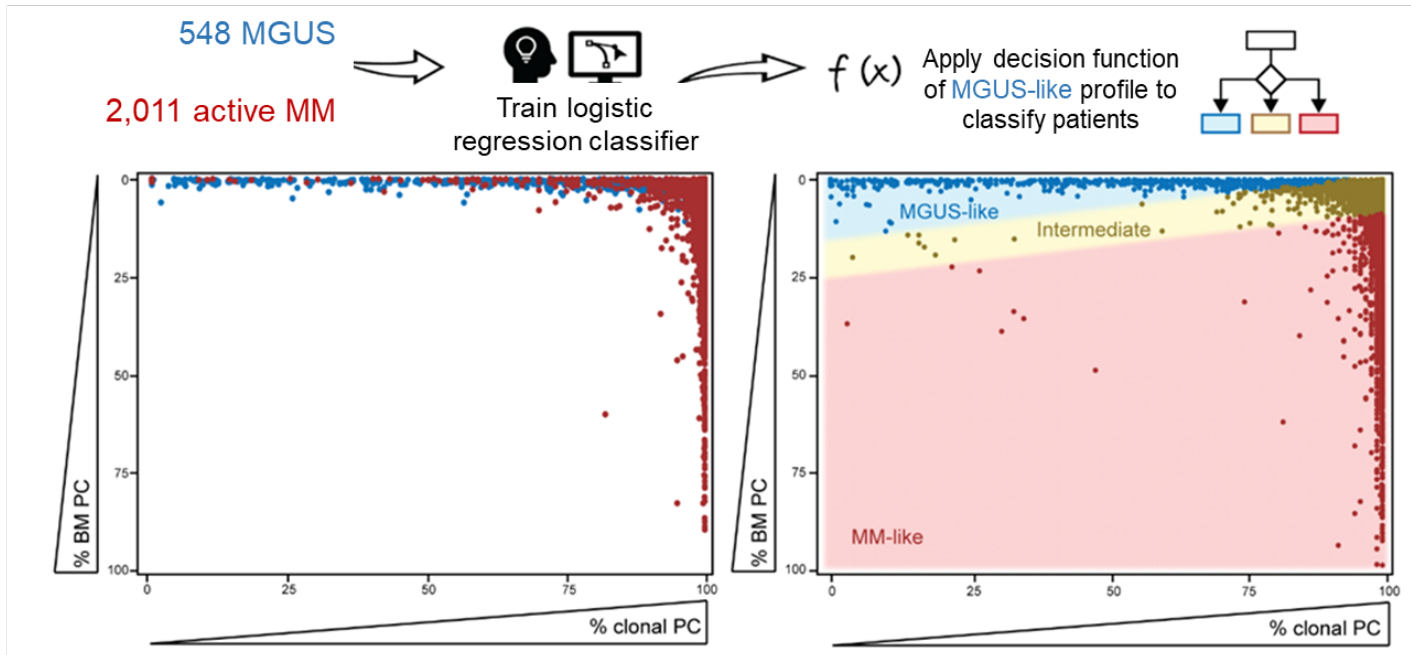 548 MGUS
2,011 active MM
Train logistic
regression classifier
f (x)
Apply decision function
of MGUS-like profile to
classify patients
% BM PC
0
25
50
75
100
0
25
50
75
100
% clonal PC
% BM PC
0
25
50
75
100
MGUS-like
Intermediate
MM-like
0
25
50
75
100
% clonal PC